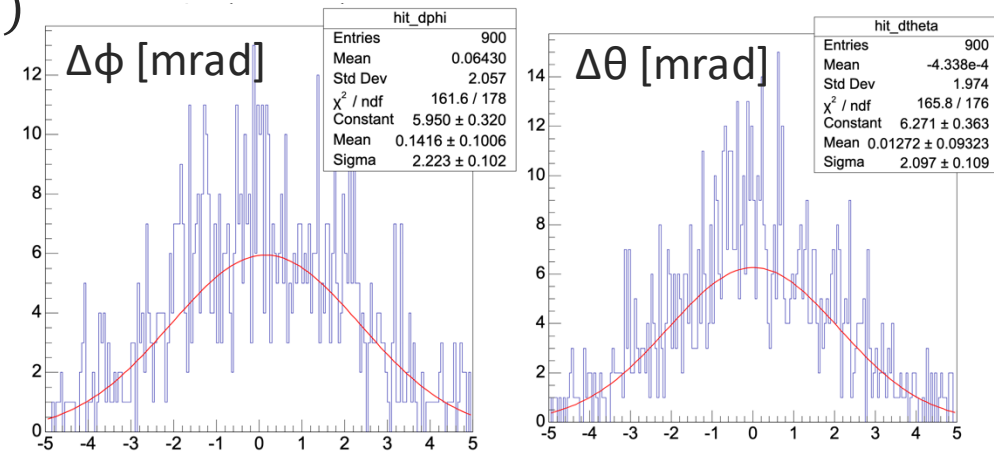 )
Δϕ [mrad]
hit_dphi
Entries 900
Mean 0.06430
Std Dev 2.057
χ² / ndf 161.6 / 178
Constant 5.950 ± 0.320
Mean 0.1416 ± 0.1006
Sigma 2.223 ± 0.102
12
10
8
6
4
2
0
-5 -4 -3 -2 -1 0 1 2 3 4 5
Δθ [mrad]
hit_dtheta
Entries 900
Mean -4.338e-4
Std Dev 1.974
χ² / ndf 165.8 / 176
Constant 6.271 ± 0.363
Mean 0.01272 ± 0.09323
Sigma 2.097 ± 0.109
14
12
10
8
6
4
2
0
-5 -4 -3 -2 -1 0 1 2 3 4 5